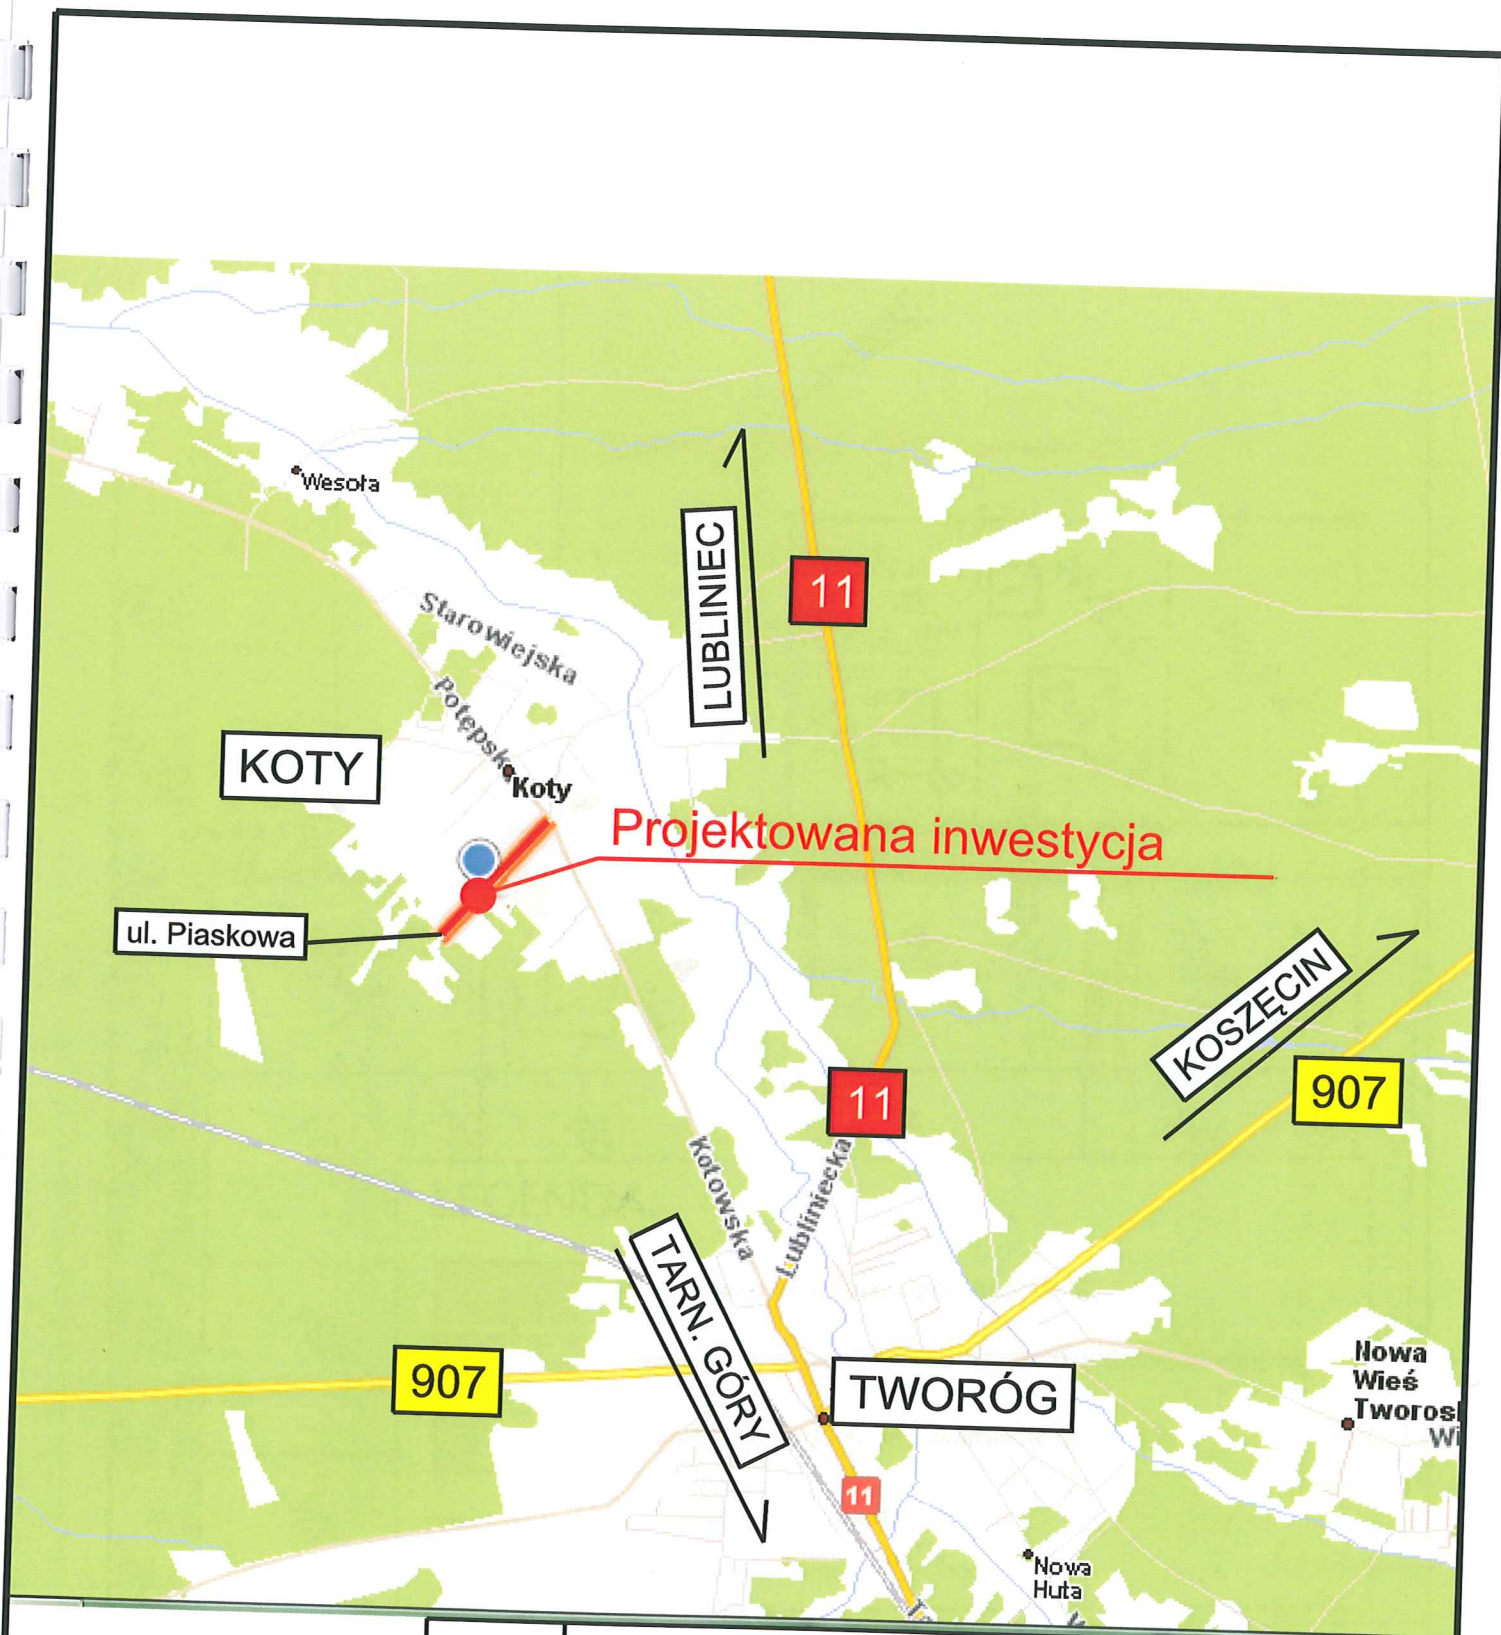 Wesoła
Starowiejska
LUBLINIEC
11
Potępska
KOTY
Koty
Projektowana inwestycja
ul. Piaskowa
KOSZĘCIN
907
11
Kotowska
Lubliniecka
TARN. GÓRY
907
TWORÓG
Nowa
Wieś
11
Nowa
Huta